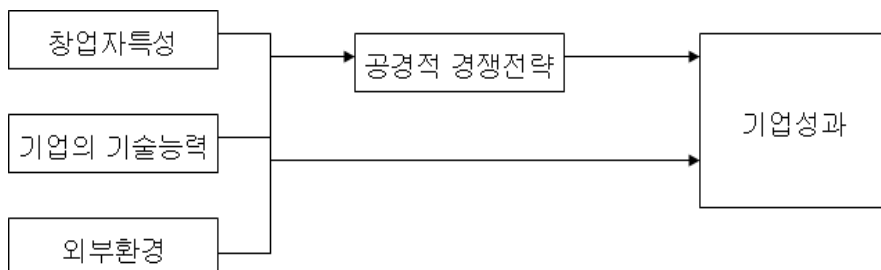 창업자특성
공경적 경쟁전략
기업의 기술능력
기업성과
외부환경